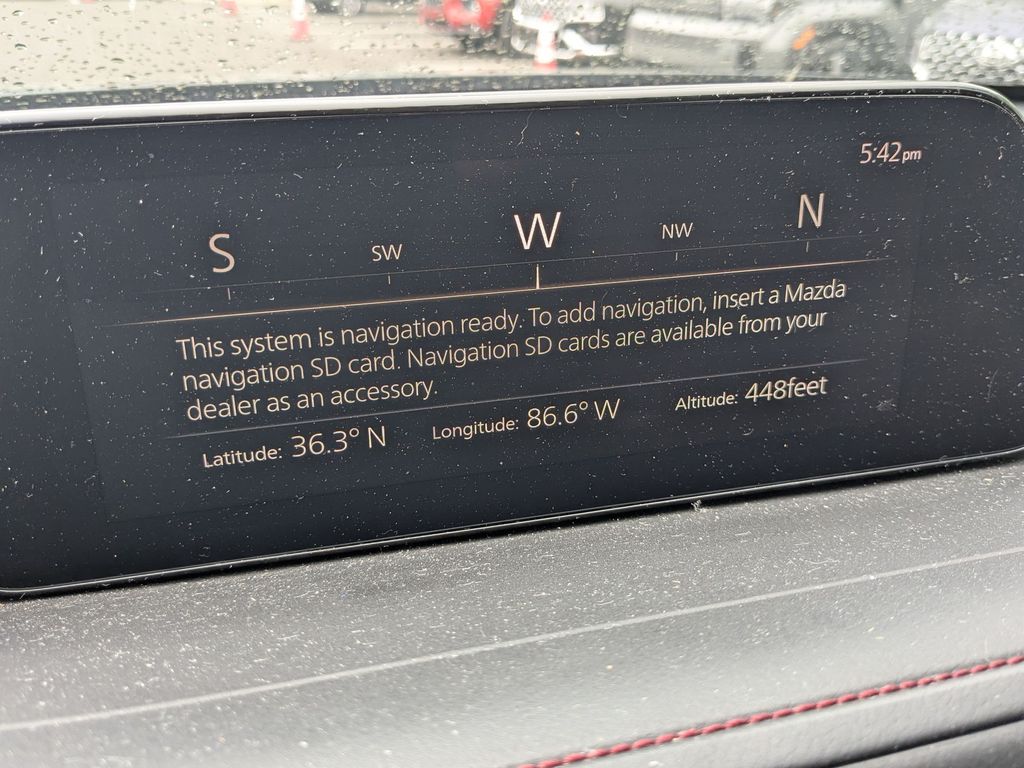 5:42pm
S SW W NW N
This system is navigation ready. To add navigation, insert a Mazda
navigation SD card. Navigation SD cards are available from your
dealer as an accessory.
Latitude: 36.3° N Longitude: 86.6° W Altitude: 448feet